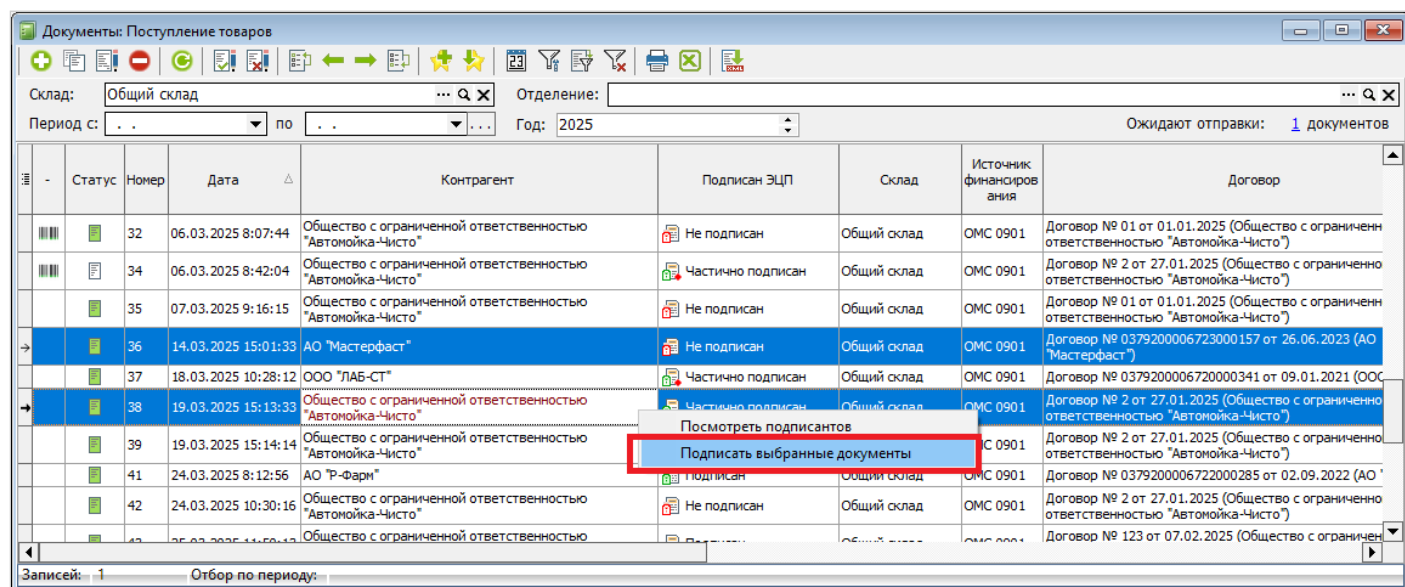 Документы: Поступление товаров
23
XML
Склад: Общий склад ... Отделение: ...
Период с: . . по . . ... Год: 2025 Ожидают отправки: 1 документов
- Статус Номер Дата Контрагент Подписан ЭЦП Склад Источник финансиров ания Договор
32 06.03.2025 8:07:44 Общество с ограниченной ответственностью "Автомойка-Чисто" Не подписан Общий склад ОМС 0901 Договор № 01 от 01.01.2025 (Общество с ограниченн ответственностью "Автомойка-Чисто")
34 06.03.2025 8:42:04 Общество с ограниченной ответственностью "Автомойка-Чисто" Частично подписан Общий склад ОМС 0901 Договор № 2 от 27.01.2025 (Общество с ограниченно ответственностью "Автомойка-Чисто")
35 07.03.2025 9:16:15 Общество с ограниченной ответственностью "Автомойка-Чисто" Не подписан Общий склад ОМС 0901 Договор № 01 от 01.01.2025 (Общество с ограниченн ответственностью "Автомойка-Чисто")
36 14.03.2025 15:01:33 АО "Мастерфаст" Не подписан Общий склад ОМС 0901 Договор № 0379200006723000157 от 26.06.2023 (АО "Мастерфаст")
37 18.03.2025 10:28:12 ООО "ЛАБ-СТ" Частично подписан Общий склад ОМС 0901 Договор № 0379200006720000341 от 09.01.2021 (ООО
38 19.03.2025 15:13:33 Общество с ограниченной ответственностью "Автомойка-Чисто" Частично подписан Общий склад ОМС 0901 Договор № 2 от 27.01.2025 (Общество с ограниченно ответственностью "Автомойка-Чисто")
Посмотреть подписантов
Подписать выбранные документы
39 19.03.2025 15:14:14 Общество с ограниченной ответственностью "Автомойка-Чисто" ОМС 0901 Договор № 2 от 27.01.2025 (Общество с ограниченно ответственностью "Автомойка-Чисто")
41 24.03.2025 8:12:56 АО "Р-Фарм" Подписан Общий склад ОМС 0901 Договор № 0379200006722000285 от 02.09.2022 (АО "
42 24.03.2025 10:30:16 Общество с ограниченной ответственностью "Автомойка-Чисто" Не подписан Общий склад ОМС 0901 Договор № 2 от 27.01.2025 (Общество с ограниченно ответственностью "Автомойка-Чисто")
Общество с ограниченной ответственностью Договор № 123 от 07.02.2025 (Общество с ограничен
Записей: 1 Отбор по периоду: